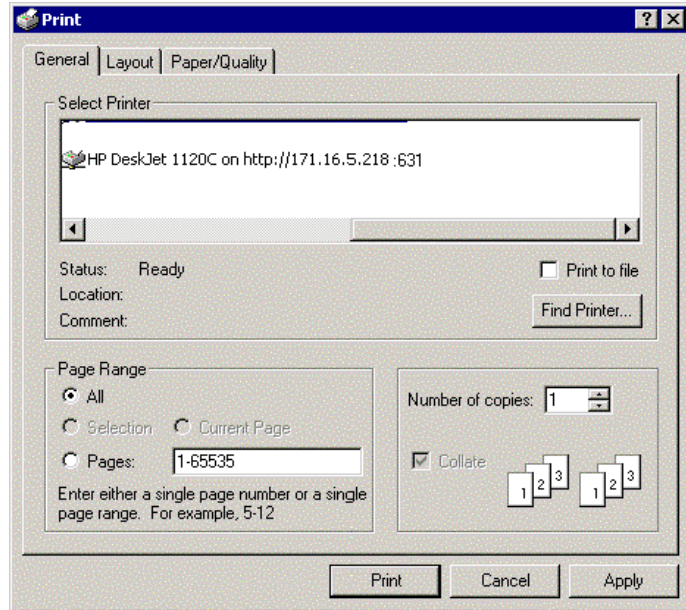 Print
General Layout Paper/Quality
Select Printer
HP DeskJet 1120C on http://171.16.5.218 :631
Status: Ready
Print to file
Location:
Find Printer...
Comment:
Page Range
All
Selection Current Page
Pages: 1-65535
Enter either a single page number or a single
page range. For example, 5-12
Number of copies: 1
Collate
1 2 3 1 2 3
Print Cancel Apply